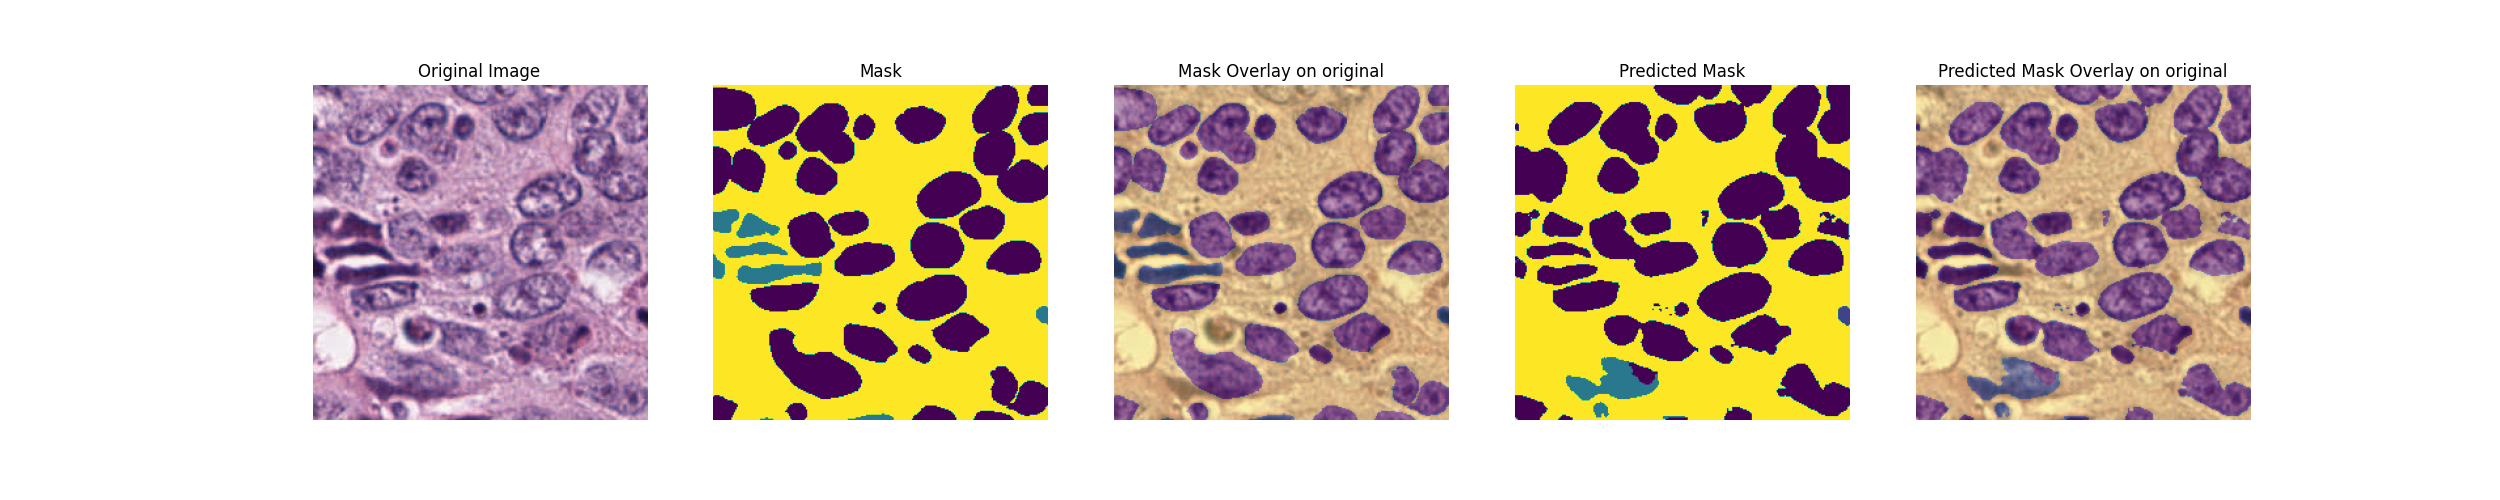 Original Image
Mask
Mask Overlay on original
Predicted Mask
Predicted Mask Overlay on original